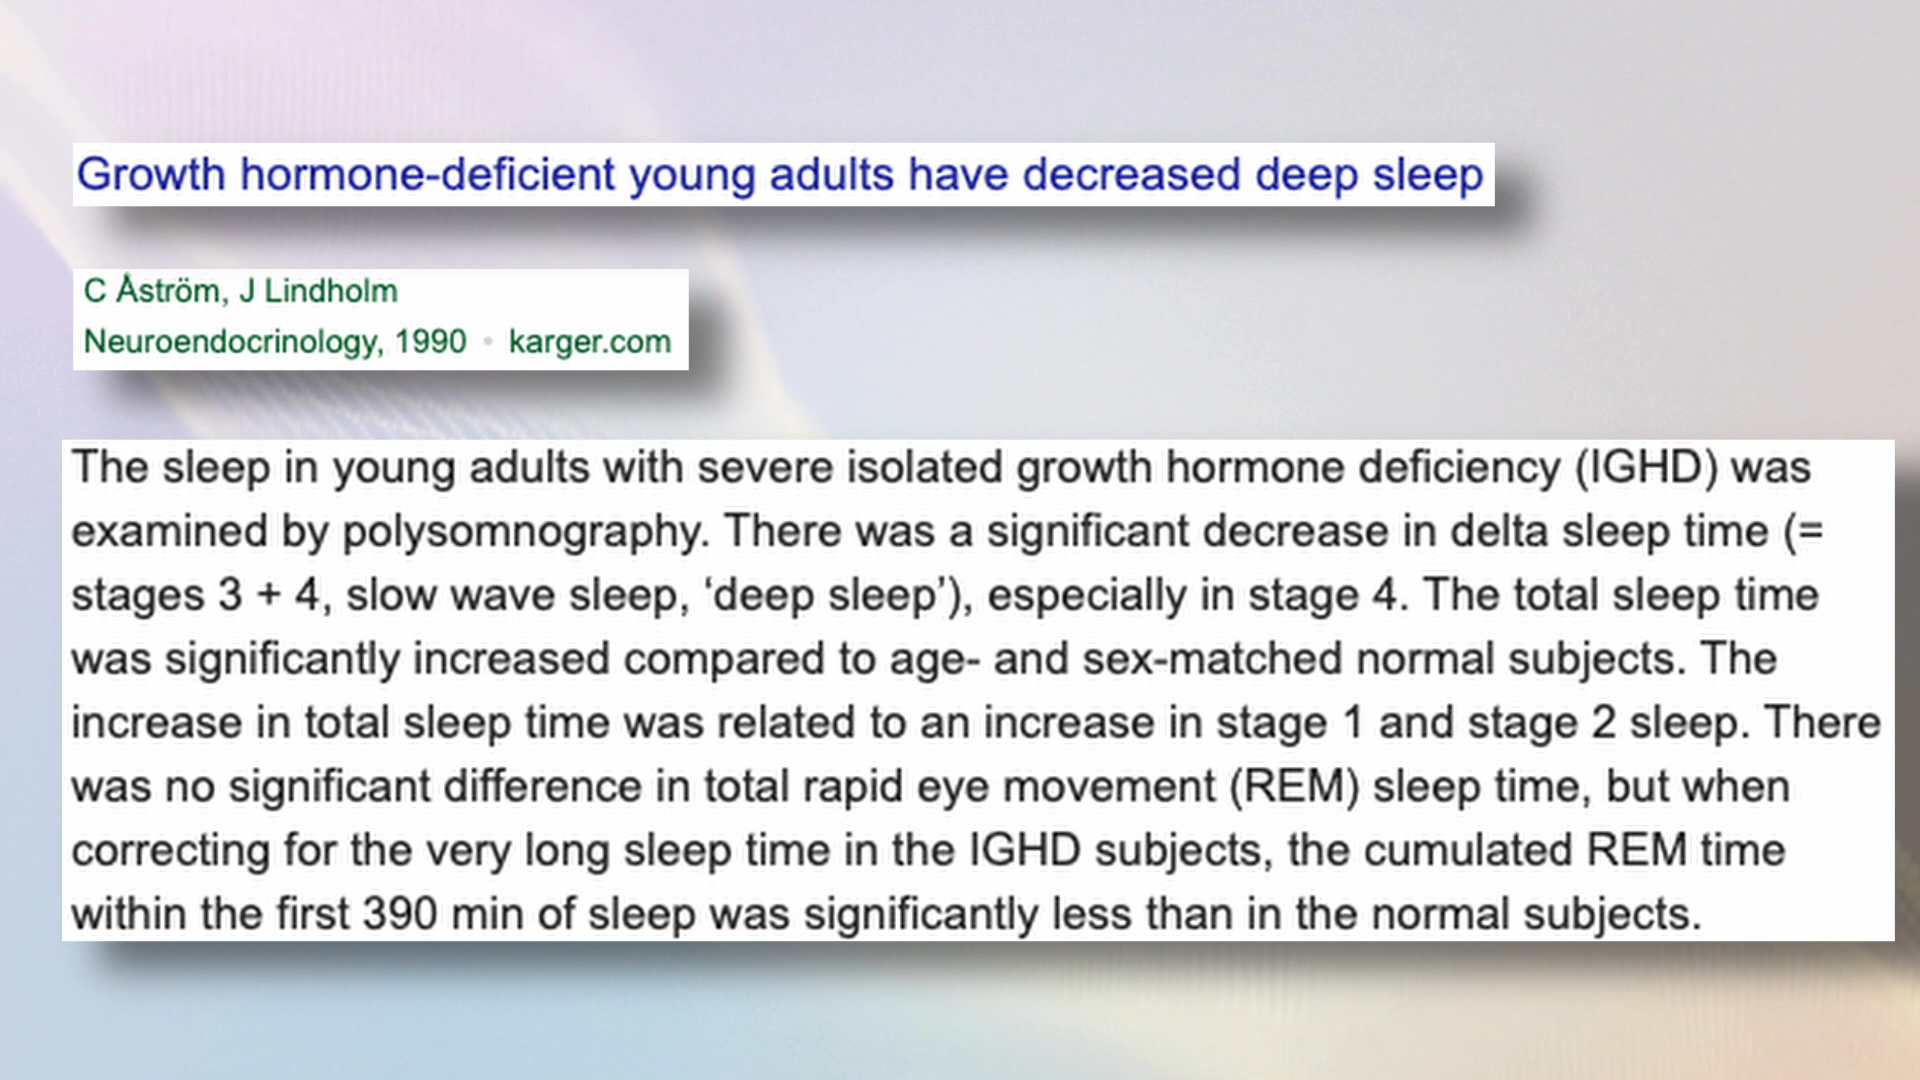 Growth hormone-deficient young adults have decreased deep sleep
C Åström, J Lindholm
Neuroendocrinology, 1990 • karger.com
The sleep in young adults with severe isolated growth hormone deficiency (IGHD) was
examined by polysomnography. There was a significant decrease in delta sleep time (=
stages 3 + 4, slow wave sleep, ‘deep sleep’), especially in stage 4. The total sleep time
was significantly increased compared to age- and sex-matched normal subjects. The
increase in total sleep time was related to an increase in stage 1 and stage 2 sleep. There
was no significant difference in total rapid eye movement (REM) sleep time, but when
correcting for the very long sleep time in the IGHD subjects, the cumulated REM time
within the first 390 min of sleep was significantly less than in the normal subjects.